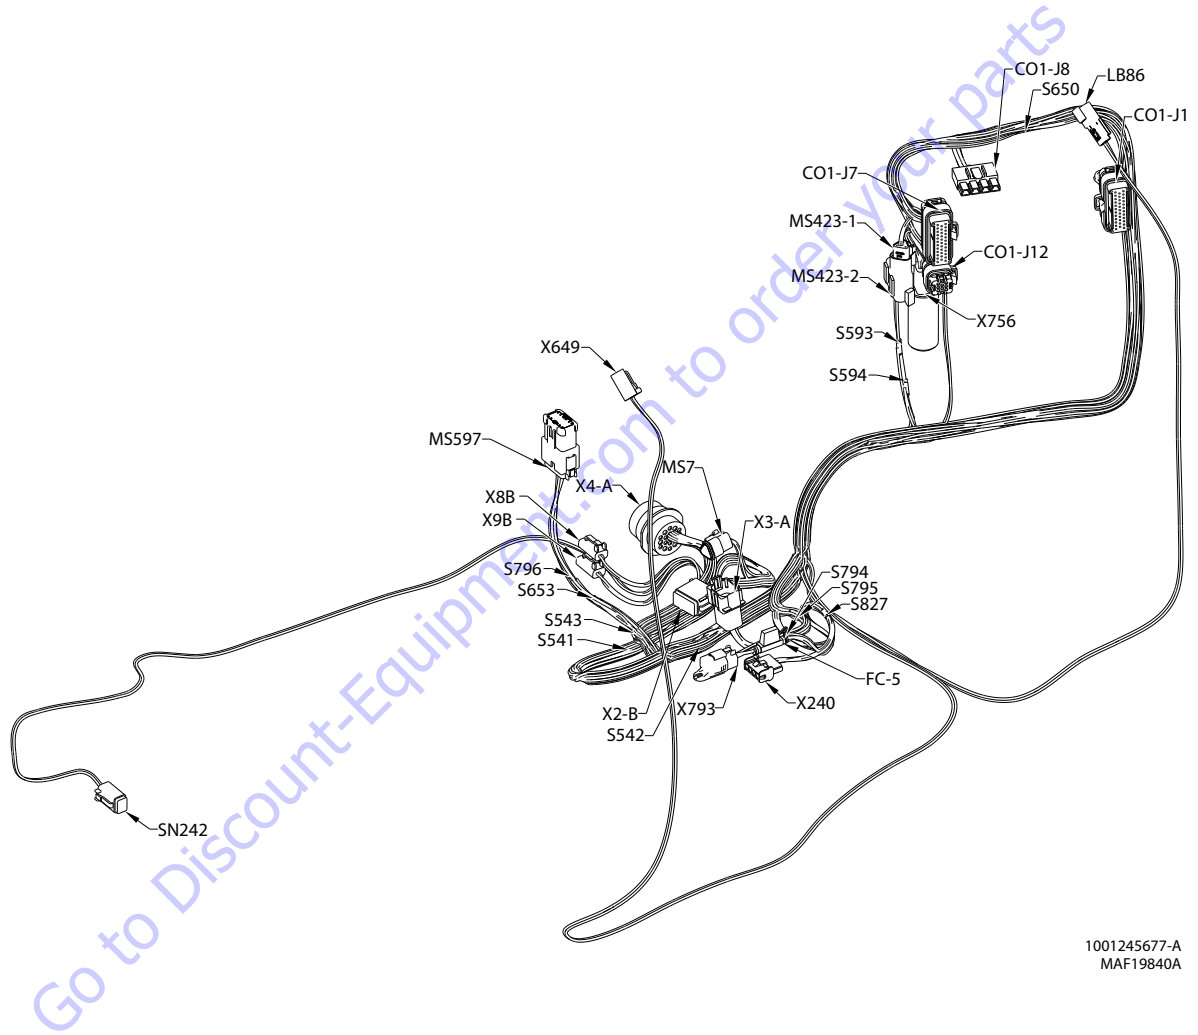 CO1-J8
LB86
S650
CO1-J1
CO1-J7
MS423-1
CO1-J12
MS423-2
X756
S593
X649
S594
MS597
MS7
X4-A
X8B
X9B
X3-A
S796
S794
S653
S795
S827
S543
S541
FC-5
X2-B
X793
X240
S542
SN242
1001245677-A
MAF19840A
Go to Discount-Equipment.com to order your parts